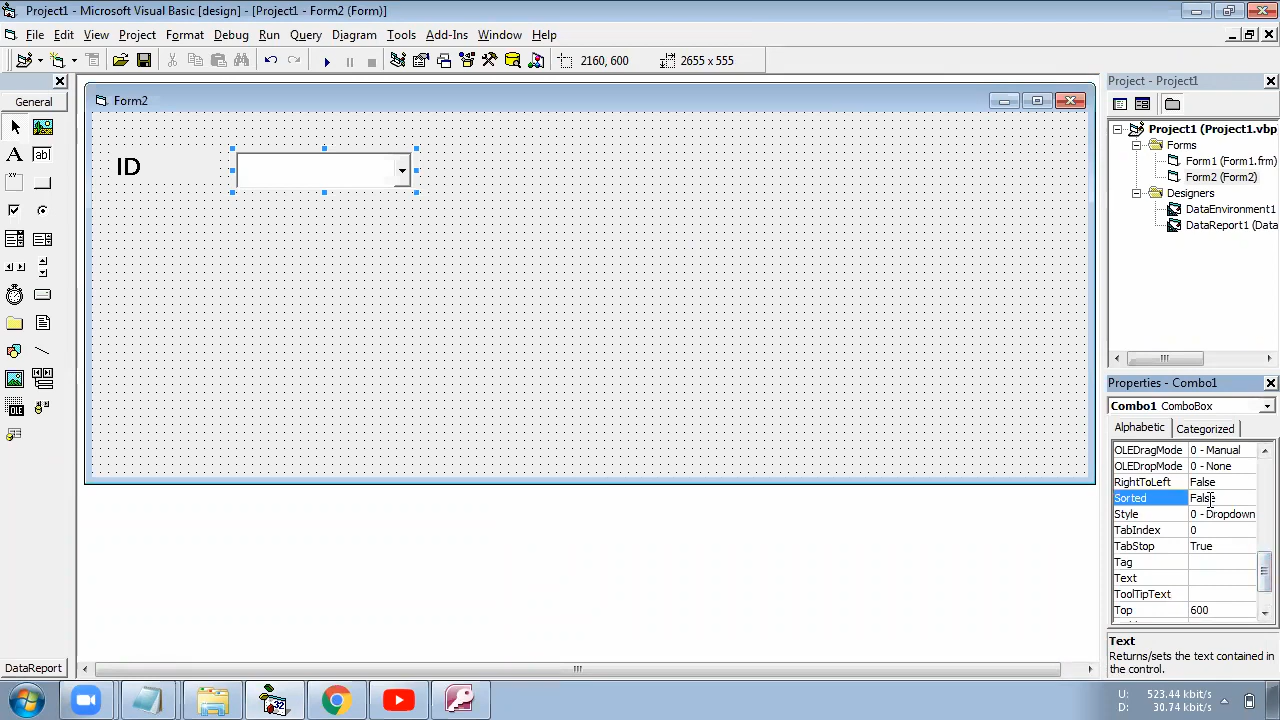 Project1 - Microsoft Visual Basic [design] - [Project1 - Form2 (Form)]
File Edit View Project Format Debug Run Query Diagram Tools Add-Ins Window Help
2160, 600 2655 x 555
General
Form2
ID
DataReport
Project - Project1
Project1 (Project1.vbp
Forms
Form1 (Form1.frm)
Form2 (Form2)
Designers
DataEnvironment1
DataReport1 (Data
Properties - Combo1
Combo1 ComboBox
Alphabetic Categorized
OLEDragMode 0 - Manual
OLEDropMode 0 - None
RightToLeft False
Sorted False
Style 0 - Dropdown
TabIndex 0
TabStop True
Tag
Text
ToolTipText
Top 600
Text
Returns/sets the text contained in
the control.
U: 523.44 kbit/s
D: 30.74 kbit/s